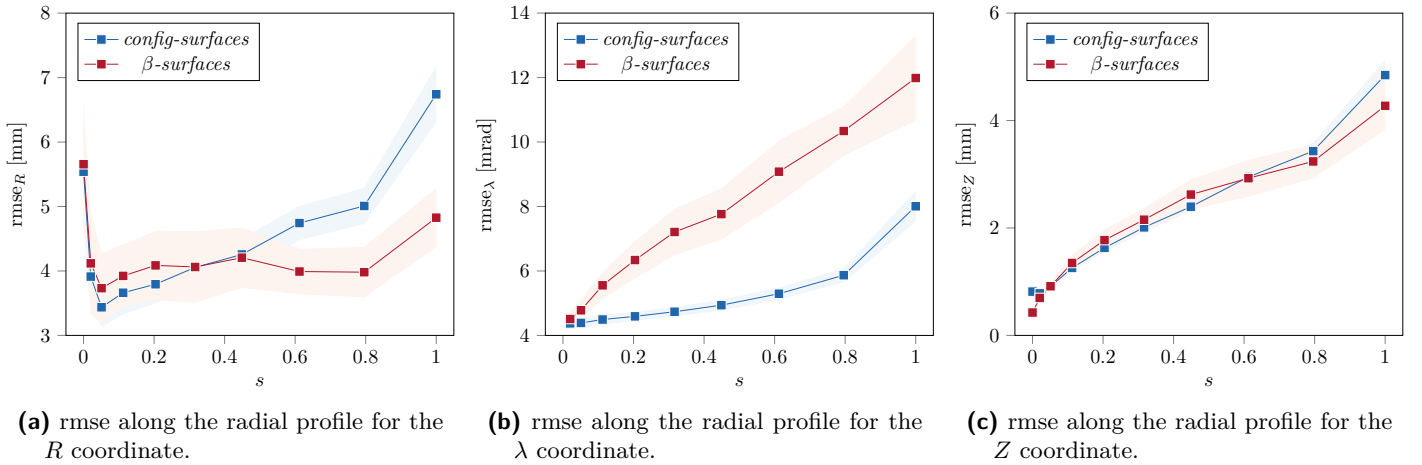 8
7
6
5
4
3
rmse_R [mm]
config-surfaces
β-surfaces
0 0.2 0.4 0.6 0.8 1
s
(a) rmse along the radial profile for the
R coordinate.
14
12
10
8
6
4
rmse_λ [mrad]
config-surfaces
β-surfaces
0 0.2 0.4 0.6 0.8 1
s
(b) rmse along the radial profile for the
λ coordinate.
6
4
2
0
rmse_Z [mm]
config-surfaces
β-surfaces
0 0.2 0.4 0.6 0.8 1
s
(c) rmse along the radial profile for the
Z coordinate.